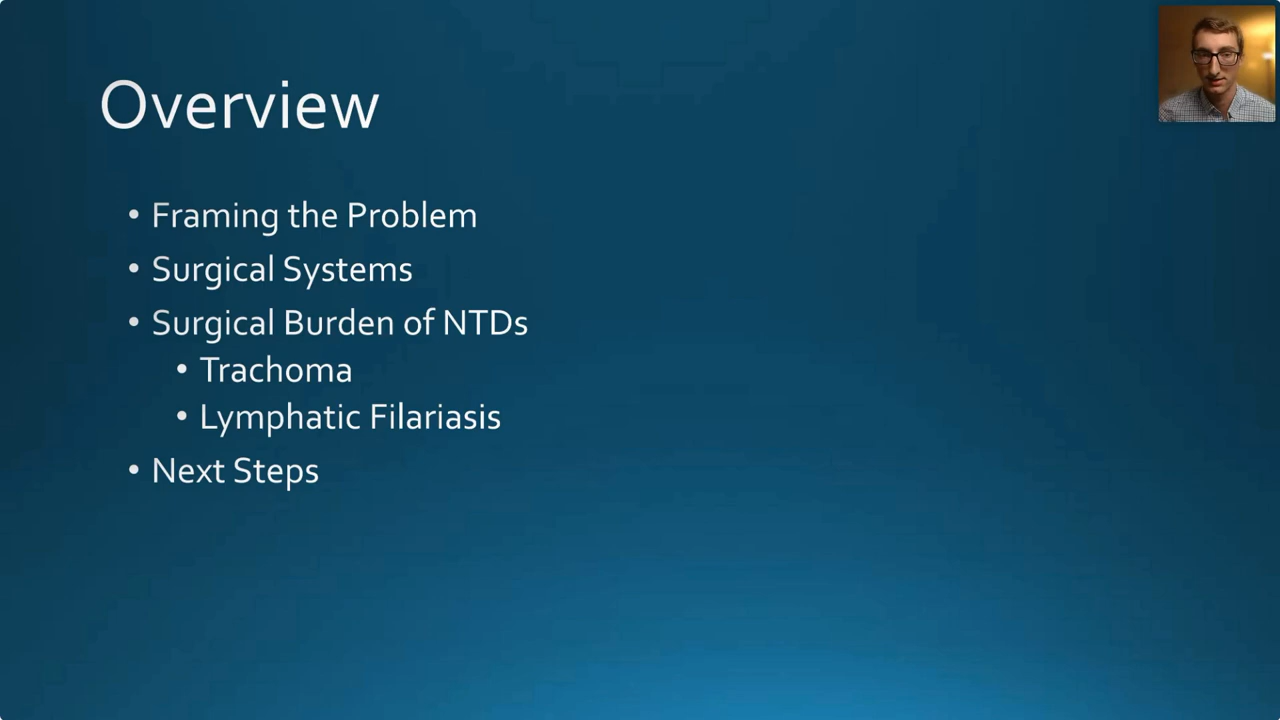 Overview
• Framing the Problem
• Surgical Systems
• Surgical Burden of NTDs
• Trachoma
• Lymphatic Filariasis
• Next Steps